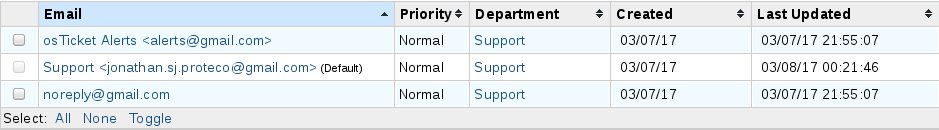 Email Priority Department Created Last Updated
osTicket Alerts <alerts@gmail.com> Normal Support 03/07/17 03/07/17 21:55:07
Support <jonathan.sj.proteco@gmail.com> (Default) Normal Support 03/07/17 03/08/17 00:21:46
noreply@gmail.com Normal Support 03/07/17 03/07/17 21:55:07
Select: All None Toggle